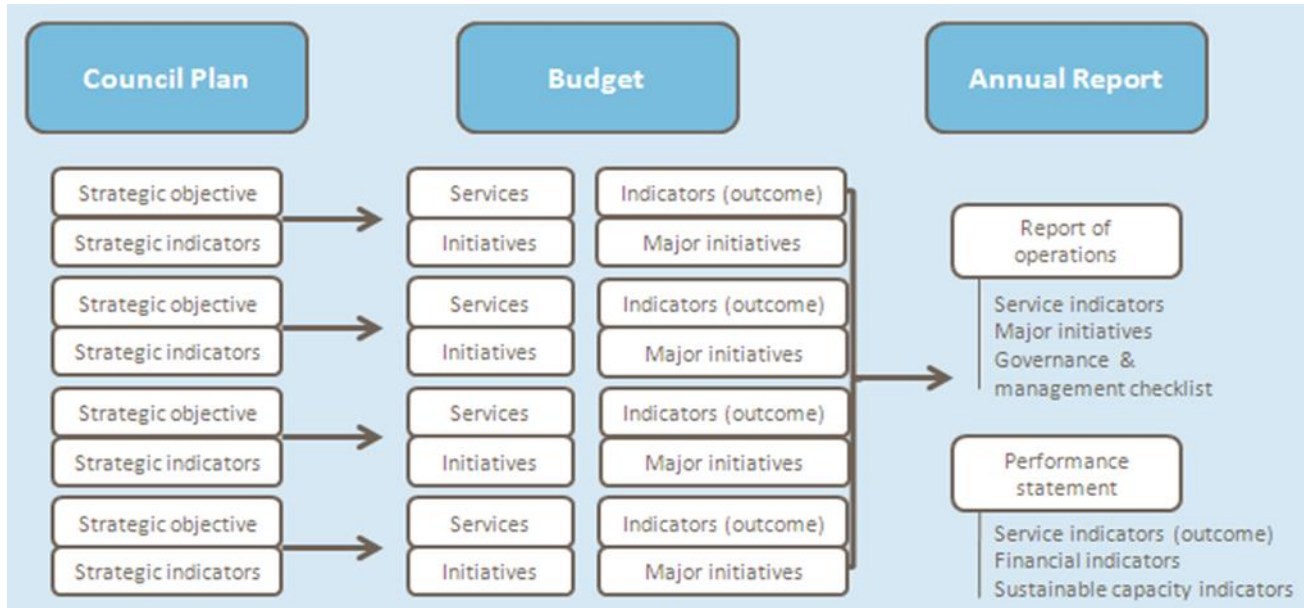 Council Plan
Budget
Annual Report
Strategic objective
Strategic indicators
Services
Initiatives
Indicators (outcome)
Major initiatives
Strategic objective
Strategic indicators
Services
Initiatives
Indicators (outcome)
Major initiatives
Strategic objective
Strategic indicators
Services
Initiatives
Indicators (outcome)
Major initiatives
Strategic objective
Strategic indicators
Services
Initiatives
Indicators (outcome)
Major initiatives
Report of
operations
Service indicators
Major initiatives
Governance &
management checklist
Performance
statement
Service indicators (outcome)
Financial indicators
Sustainable capacity indicators